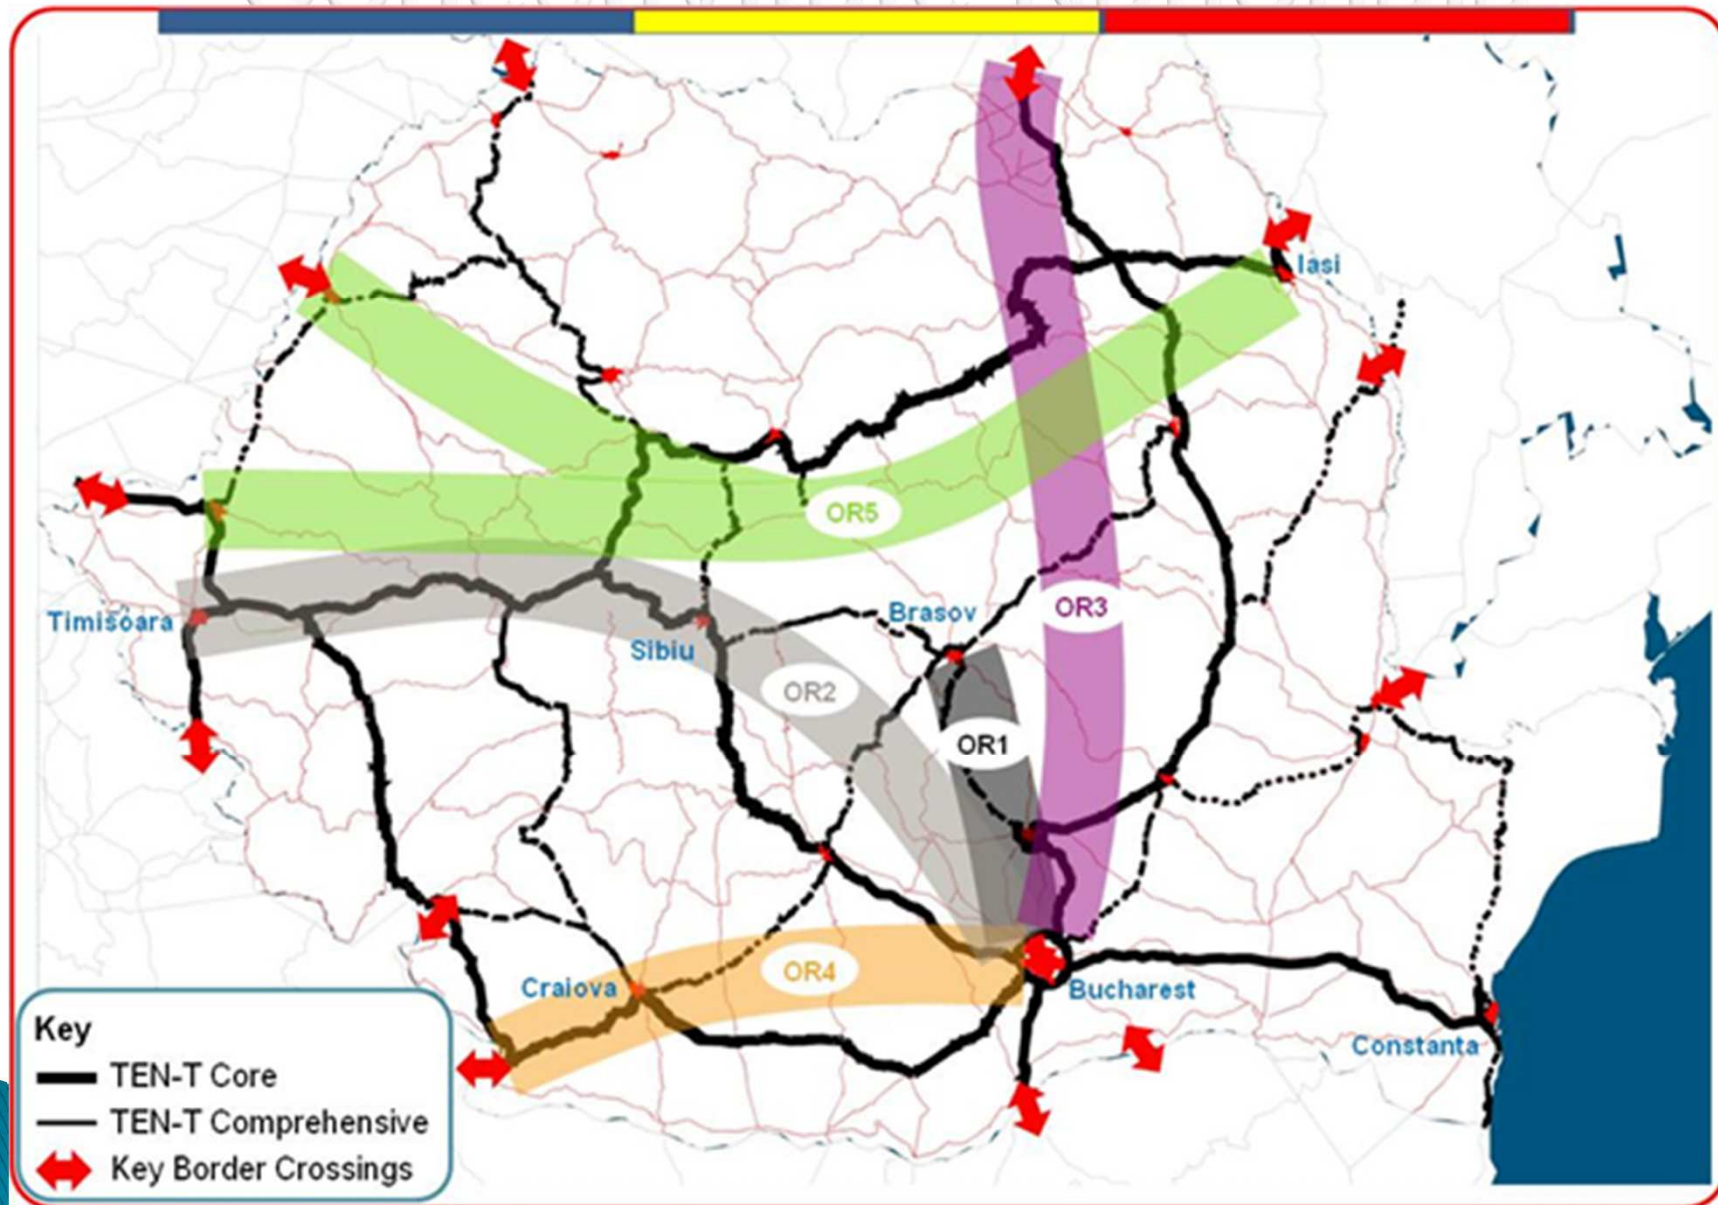 Iasi
OR5
OR3
Timisoara
Brasov
Sibiu
OR2
OR1
Craiova
OR4
Bucharest
Constanta
Key
TEN-T Core
TEN-T Comprehensive
Key Border Crossings